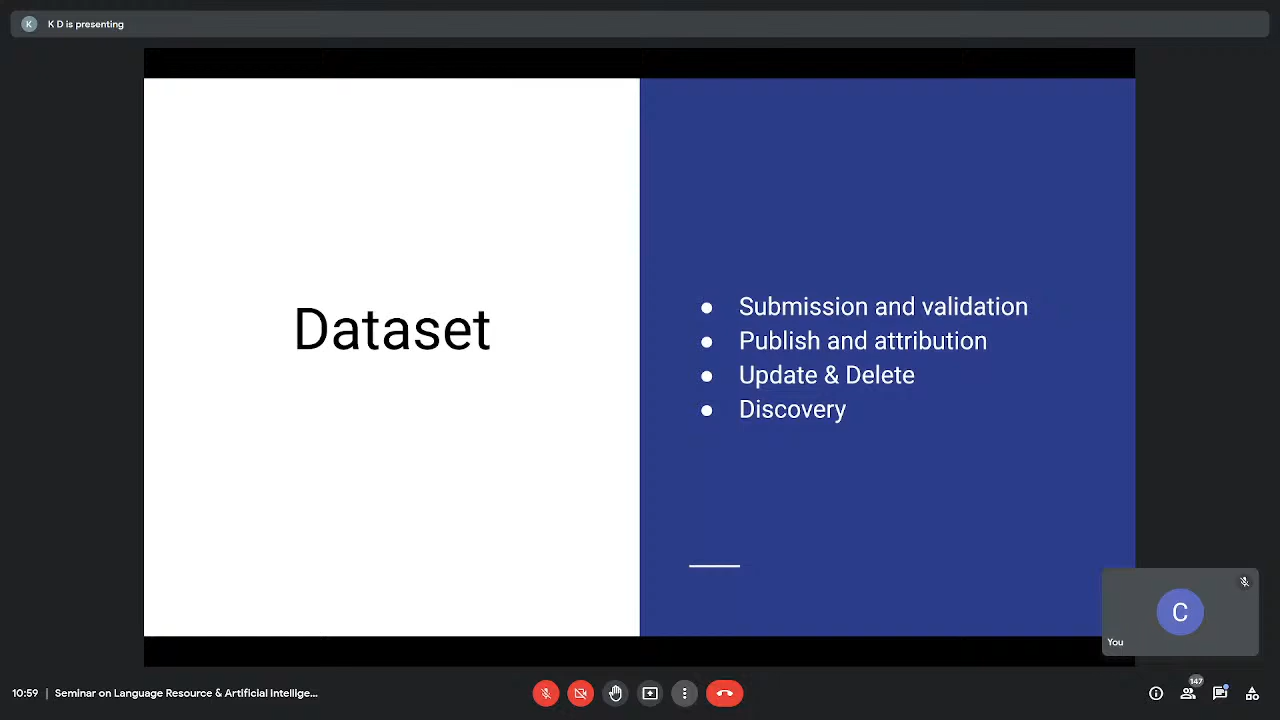 K
K D is presenting
Dataset
● Submission and validation
● Publish and attribution
● Update & Delete
● Discovery
C
You
10:59 | Seminar on Language Resource & Artificial Intellige...
147